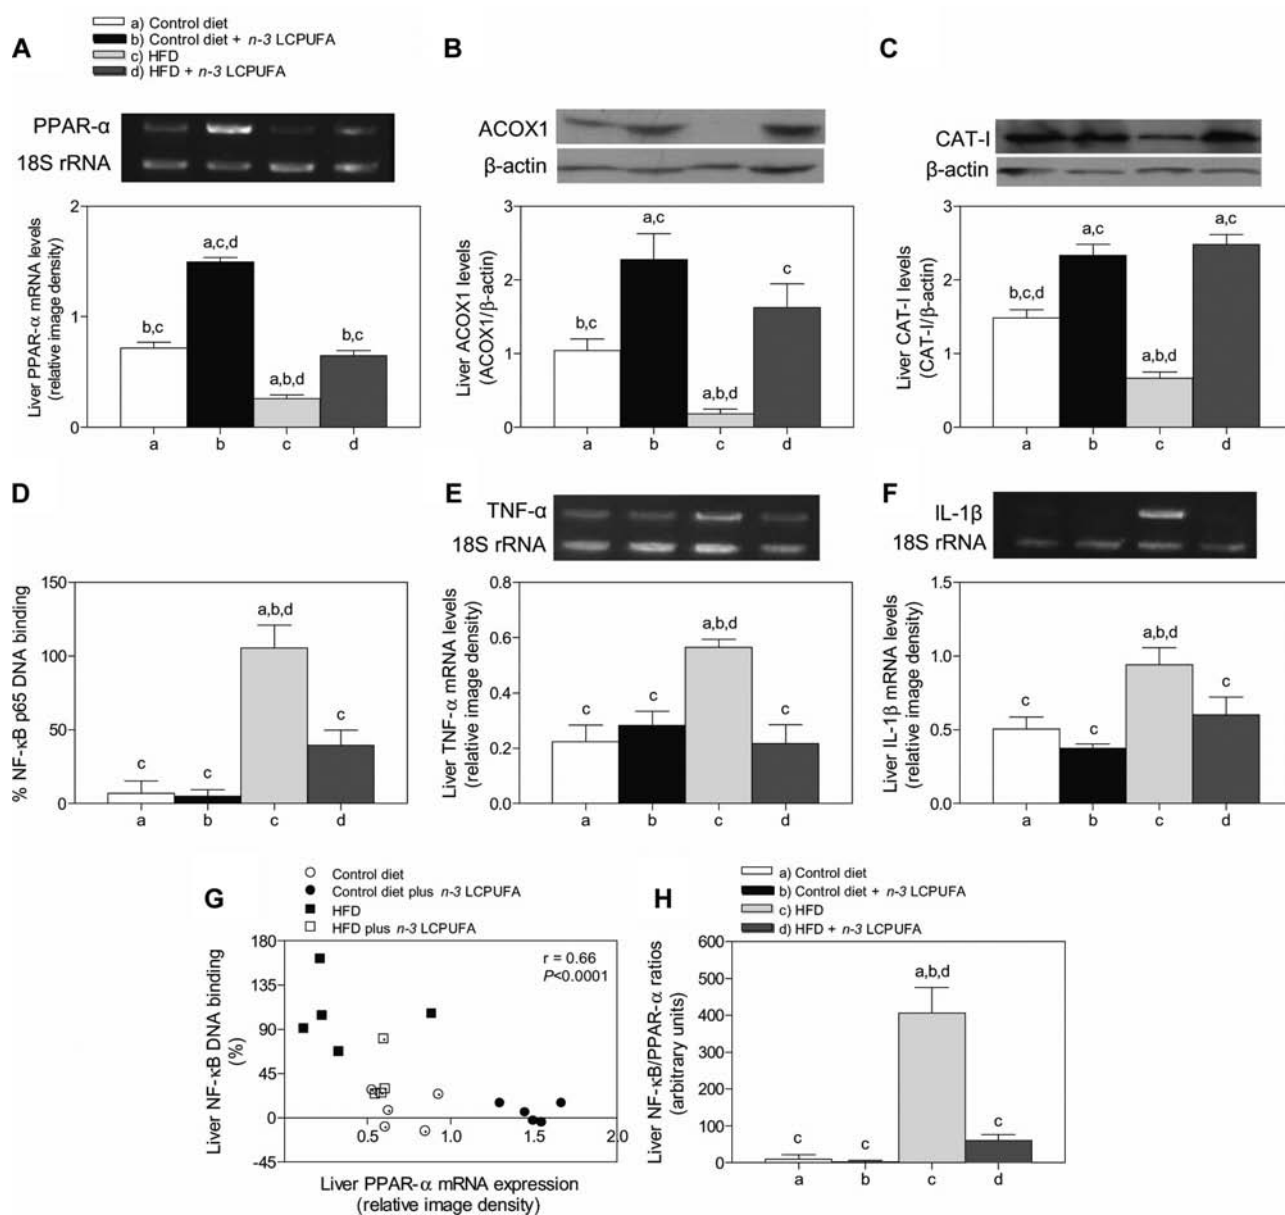 a) Control diet
b) Control diet + n-3 LCPUFA
c) HFD
d) HFD + n-3 LCPUFA
A
PPAR-α
18S rRNA
Liver PPAR-α mRNA levels
(relative image density)
2
1
0
b,c
a,c,d
a,b,d
b,c
a b c d
B
ACOX1
β-actin
Liver ACOX1 levels
(ACOX1/β-actin)
3
2
1
0
b,c
a,c
a,b,d
c
a b c d
C
CAT-I
β-actin
Liver CAT-I levels
(CAT-I/β-actin)
3
2
1
0
b,c,d
a,c
a,b,d
a,c
a b c d
D
% NF-κB p65 DNA binding
150
100
50
0
c
c
a,b,d
c
a b c d
E
TNF-α
18S rRNA
Liver TNF-α mRNA levels
(relative image density)
0.8
0.6
0.4
0.2
0.0
c
c
a,b,d
c
a b c d
F
IL-1β
18S rRNA
Liver IL-1β mRNA levels
(relative image density)
1.5
1.0
0.5
0.0
c
c
a,b,d
c
a b c d
G
Control diet
Control diet plus n-3 LCPUFA
HFD
HFD plus n-3 LCPUFA
Liver NF-κB DNA binding
(%)
180
135
90
45
0
-45
r = 0.66
P<0.0001
0.5 1.0 1.5 2.0
Liver PPAR-α mRNA expression
(relative image density)
H
a) Control diet
b) Control diet + n-3 LCPUFA
c) HFD
d) HFD + n-3 LCPUFA
Liver NF-κB/PPAR-α ratios
(arbitrary units)
600
500
400
300
200
100
0
c
c
a,b,d
c
a b c d